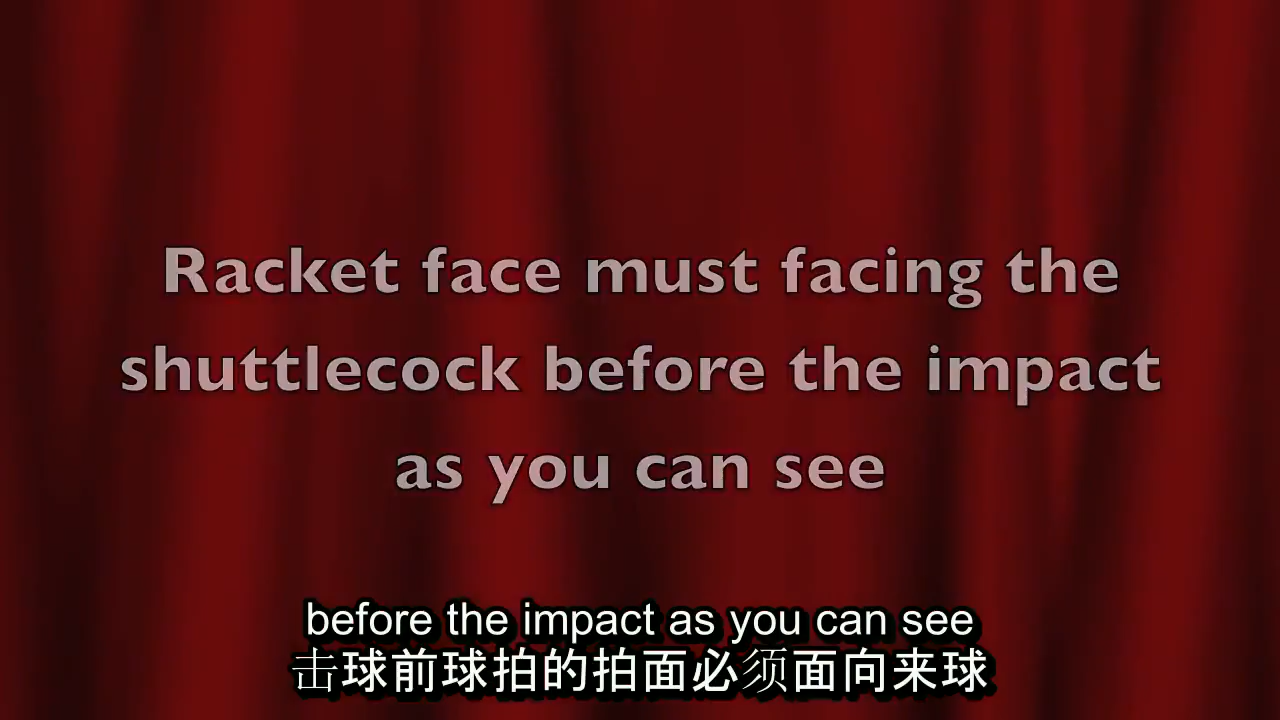 Racket face must facing the
shuttlecock before the impact
as you can see
before the impact as you can see
击球前球拍的拍面必须面向来球